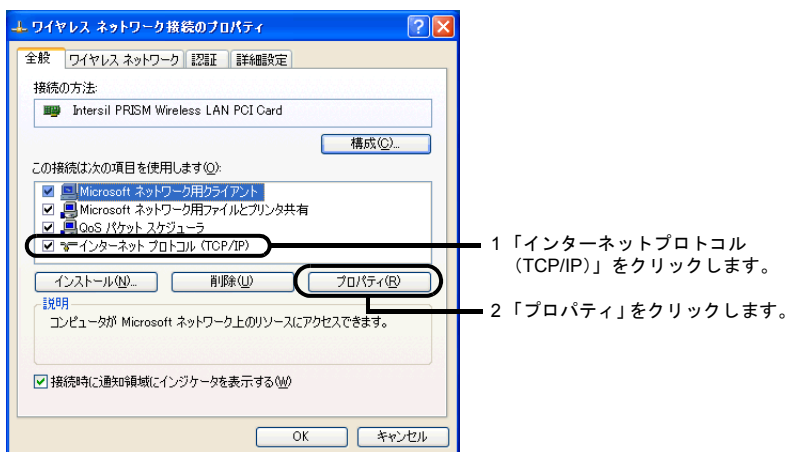 ワイヤレス ネットワーク接続のプロパティ
全般 ワイヤレス ネットワーク 認証 詳細設定
接続の方法:
Intersil PRISM Wireless LAN PCI Card
構成(C)...
この接続は次の項目を使用します(O):
Microsoft ネットワーク用クライアント
Microsoft ネットワーク用ファイルとプリンタ共有
QoS パケット スケジューラ
インターネット プロトコル (TCP/IP)
インストール(N)... 削除(U) プロパティ(R)
説明
コンピュータが Microsoft ネットワーク上のリソースにアクセスできます。
接続時に通知領域にインジケータを表示する(W)
OK キャンセル
1「インターネットプロトコル
(TCP/IP)」をクリックします。
2「プロパティ」をクリックします。